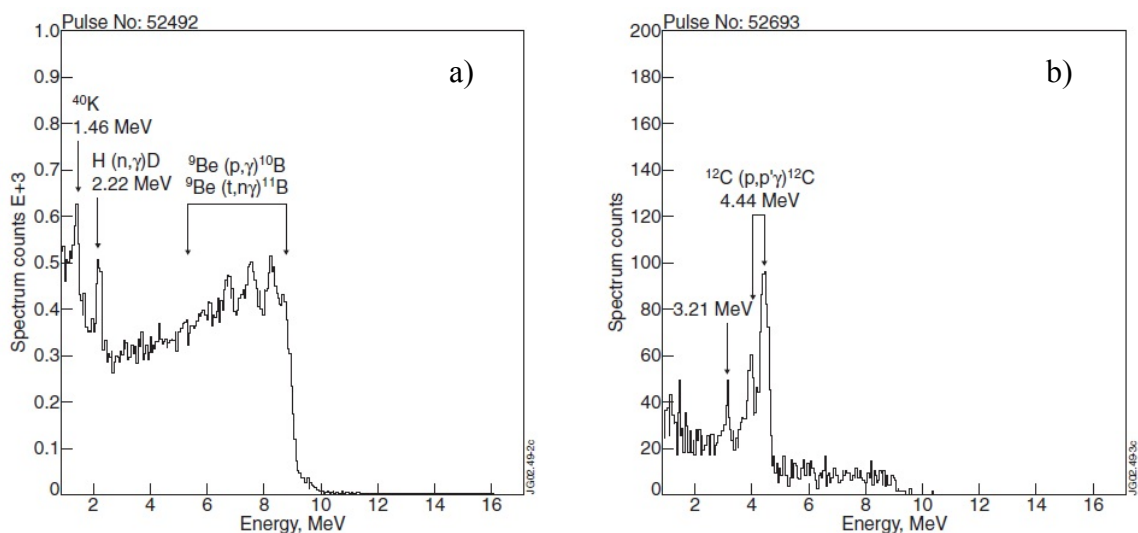 Pulse No: 52492
a)
1.0
0.9
0.8
0.7
0.6
0.5
0.4
0.3
0.2
0.1
0
Spectrum counts E+3
⁴⁰K
1.46 MeV
H (n,γ)D
2.22 MeV
⁹Be (p,γ)¹⁰B
⁹Be (t,nγ)¹¹B
2 4 6 8 10 12 14 16
Energy, MeV
JG02.49-2c
Pulse No: 52693
b)
200
180
160
140
120
100
80
60
40
20
0
Spectrum counts
¹²C (p,p'γ)¹²C
4.44 MeV
3.21 MeV
2 4 6 8 10 12 14 16
Energy, MeV
JG02.49-3c